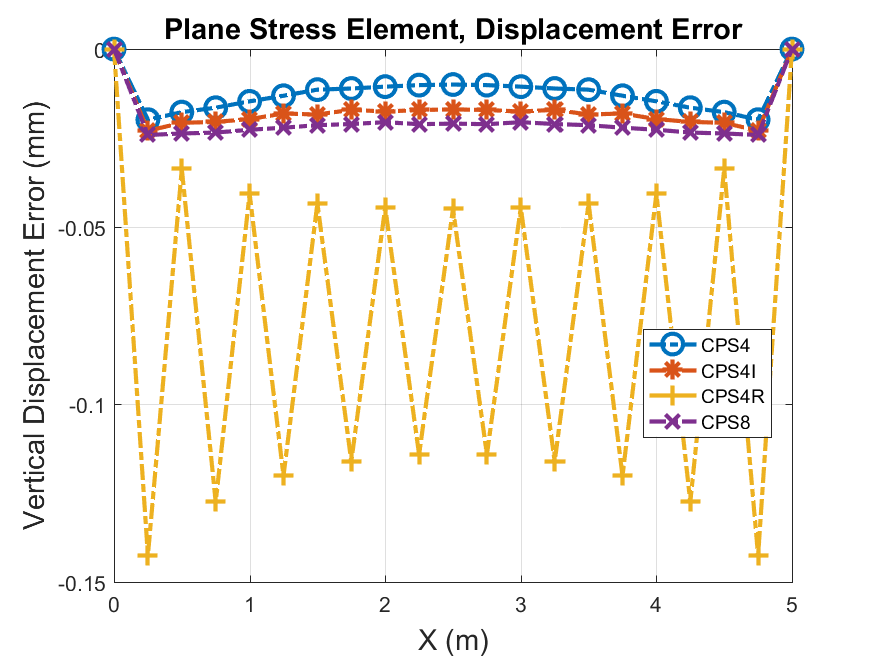 Plane Stress Element, Displacement Error
Vertical Displacement Error (mm)
0
-0.05
-0.1
-0.15
CPS4
CPS4I
CPS4R
CPS8
0 1 2 3 4 5
X (m)